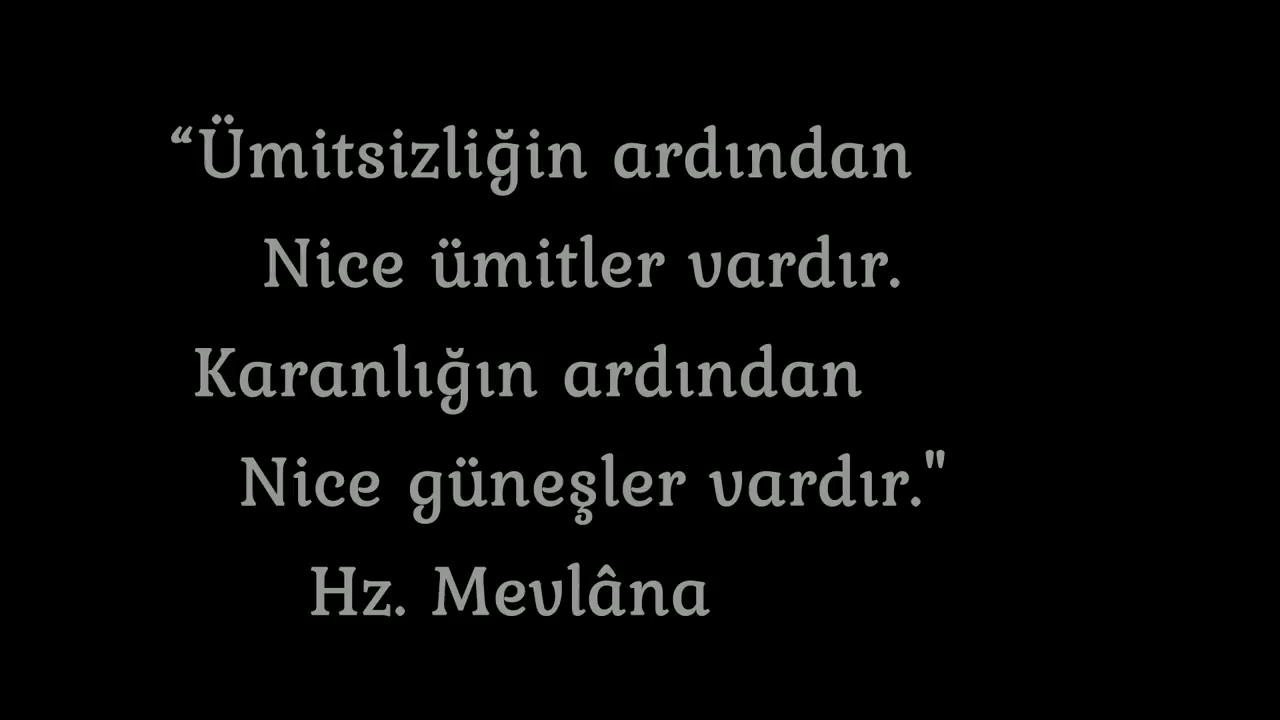 “Ümitsizliğin ardından
Nice ümitler vardır.
Karanlığın ardından
Nice güneşler vardır."
Hz. Mevlâna